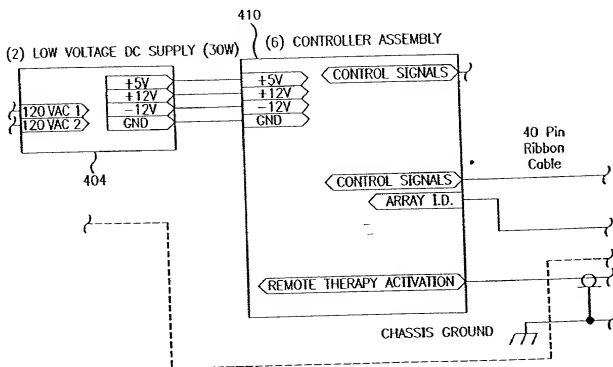 410
(2) LOW VOLTAGE DC SUPPLY (30W)
(6) CONTROLLER ASSEMBLY
+5V
+12V
-12V
GND
120 VAC 1
120 VAC 2
404
+5V
+12V
-12V
GND
CONTROL SIGNALS
40 Pin
Ribbon
Cable
CONTROL SIGNALS
ARRAY I.D.
REMOTE THERAPY ACTIVATION
CHASSIS GROUND